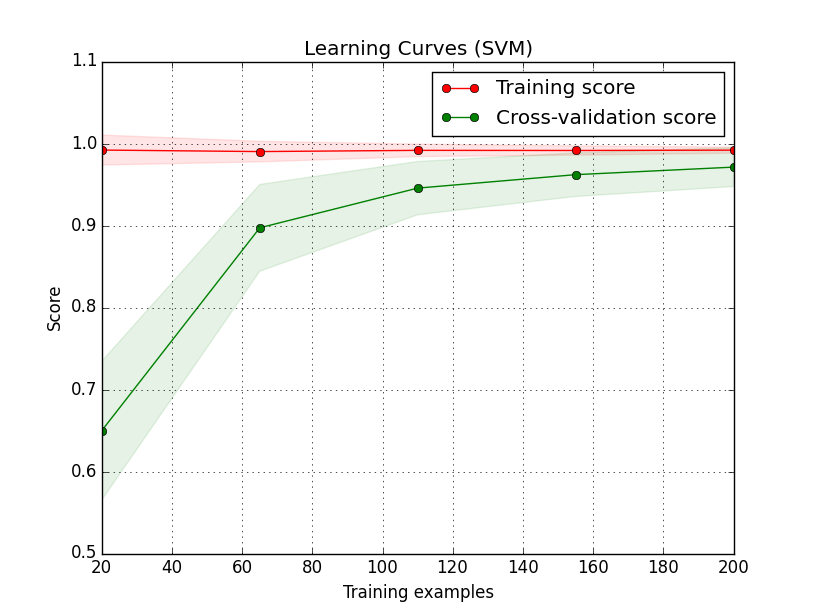 Learning Curves (SVM)
1.1
1.0
0.9
0.8
0.7
0.6
0.5
Score
Training score
Cross-validation score
20 40 60 80 100 120 140 160 180 200
Training examples